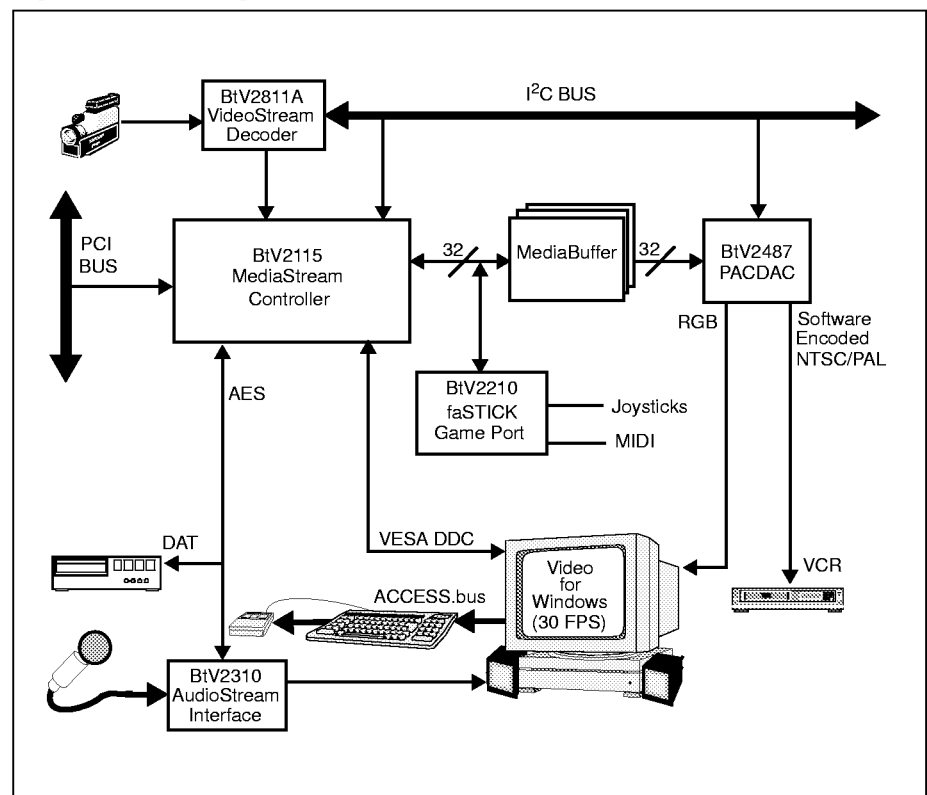 BtV2811A
VideoStream
Decoder
I²C BUS
PCI
BUS
BtV2115
MediaStream
Controller
32
MediaBuffer
32
BtV2487
PACDAC
RGB
Software
Encoded
NTSC/PAL
AES
BtV2210
faSTICK
Game Port
Joysticks
MIDI
DAT
VESA DDC
Video
for
Windows
(30 FPS)
VCR
ACCESS.bus
BtV2310
AudioStream
Interface